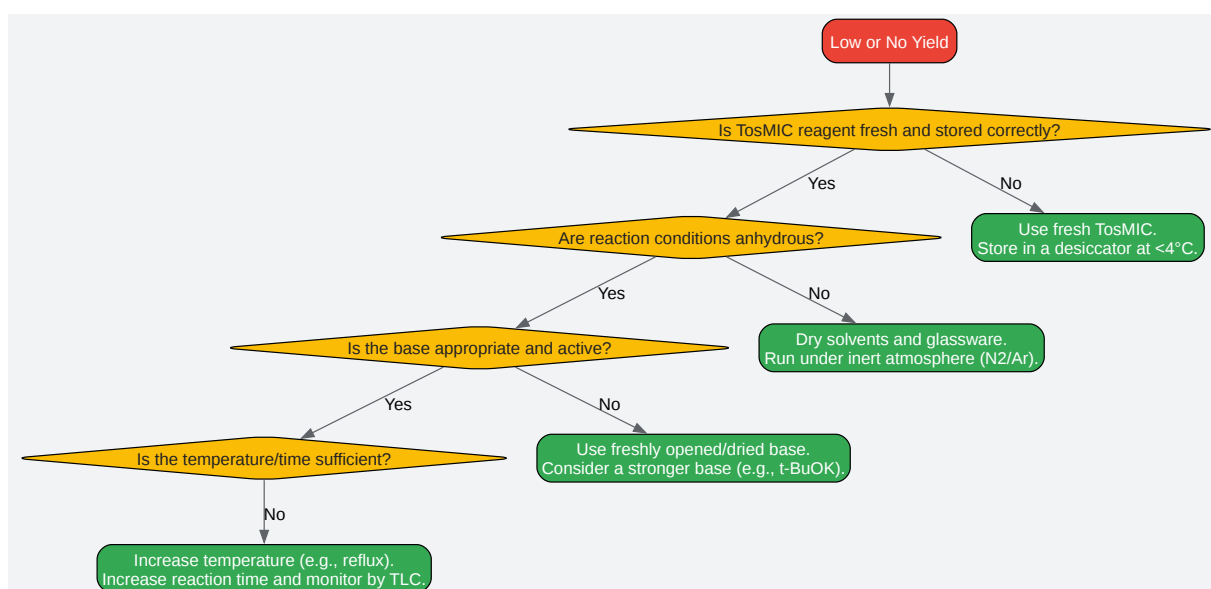 Low or No Yield
Is TosMIC reagent fresh and stored correctly?
Yes
No
Use fresh TosMIC.
Store in a desiccator at <4°C.
Are reaction conditions anhydrous?
Yes
No
Dry solvents and glassware.
Run under inert atmosphere (N2/Ar).
Is the base appropriate and active?
Yes
No
Use freshly opened/dried base.
Consider a stronger base (e.g., t-BuOK).
Is the temperature/time sufficient?
No
Increase temperature (e.g., reflux).
Increase reaction time and monitor by TLC.